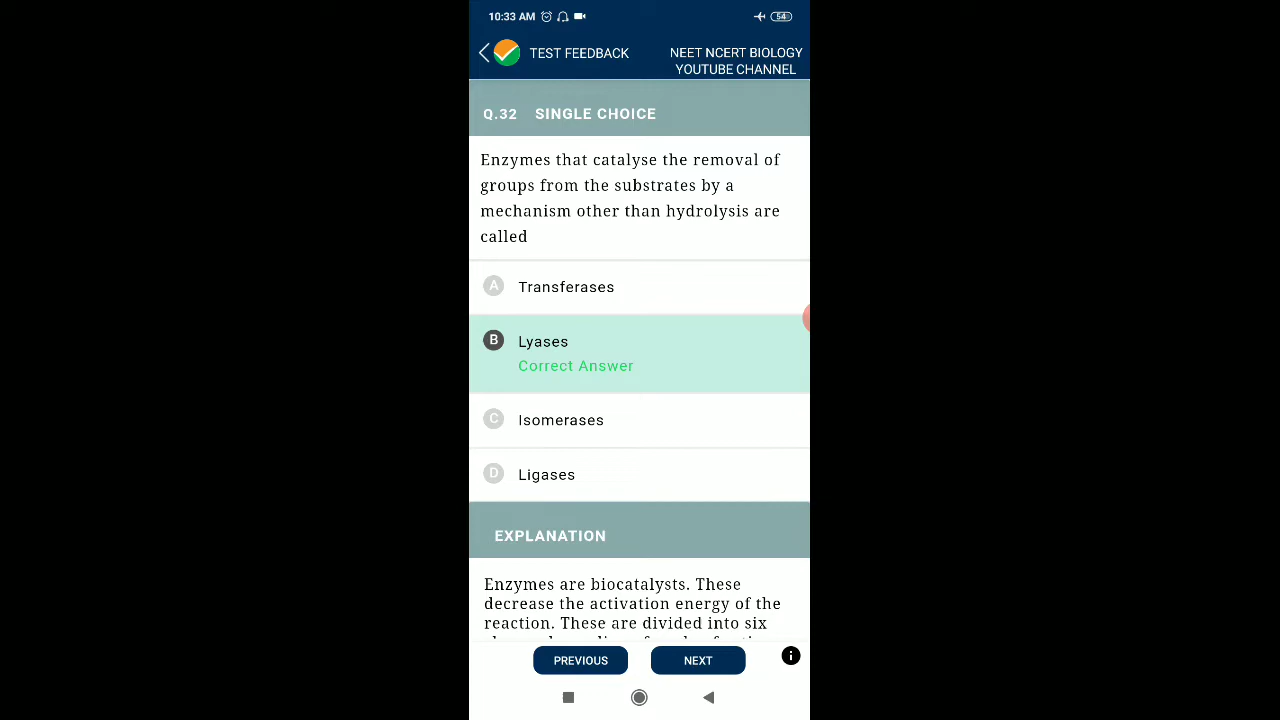 10:33 AM 54
TEST FEEDBACK
NEET NCERT BIOLOGY
YOUTUBE CHANNEL
Q.32 SINGLE CHOICE
Enzymes that catalyse the removal of
groups from the substrates by a
mechanism other than hydrolysis are
called
A Transferases
B Lyases
Correct Answer
C Isomerases
D Ligases
EXPLANATION
Enzymes are biocatalysts. These
decrease the activation energy of the
reaction. These are divided into six
PREVIOUS NEXT